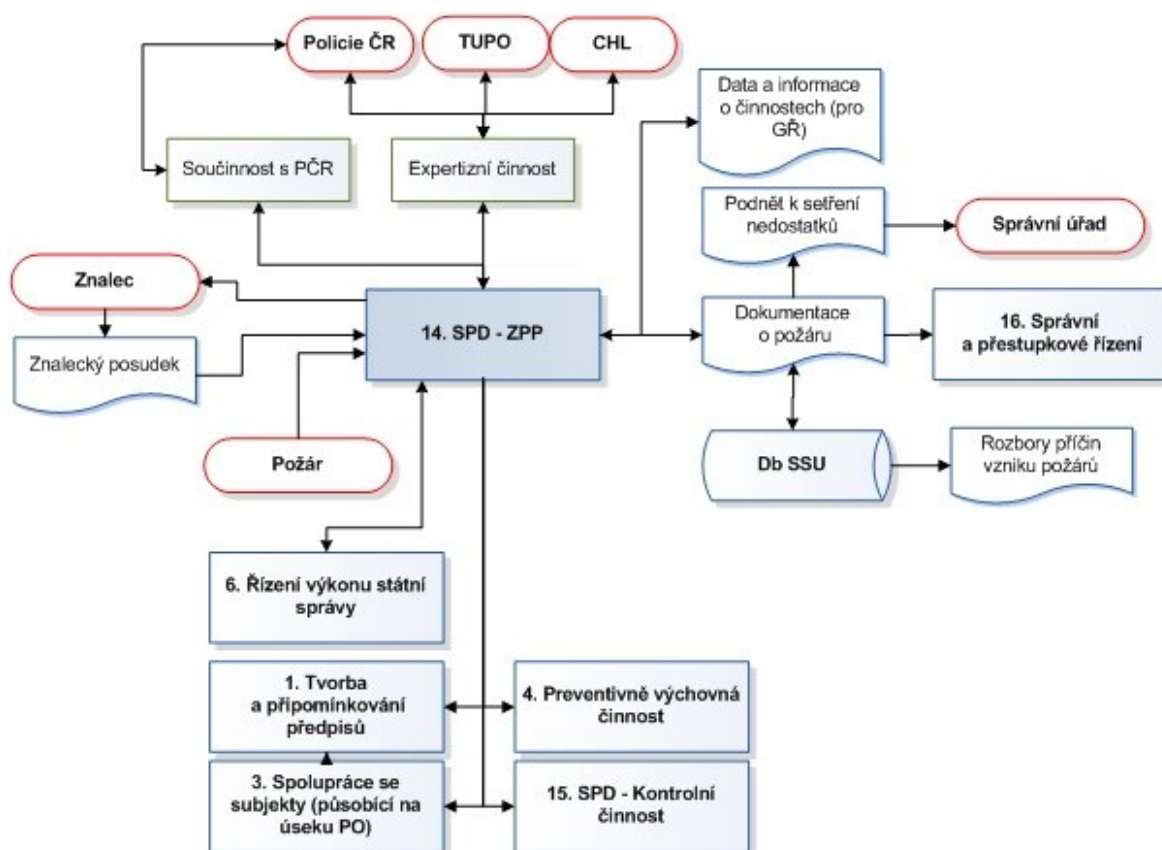 Policie ČR
TUPO
CHL
Data a informace
o činnostech (pro
GŘ)
Součinnost s PČR
Expertizní činnost
Podnět k setření
nedostatků
Správní úřad
Znalec
14. SPD - ZPP
Dokumentace
o požáru
16. Správní
a přestupkové řízení
Znalecký posudek
Požár
Db SSU
Rozbory příčin
vzniku požárů
6. Řízení výkonu státní
správy
1. Tvorba
a připomínkování
předpisů
4. Preventivně výchovná
činnost
3. Spolupráce se
subjekty (působící na
úseku PO)
15. SPD - Kontrolní
činnost